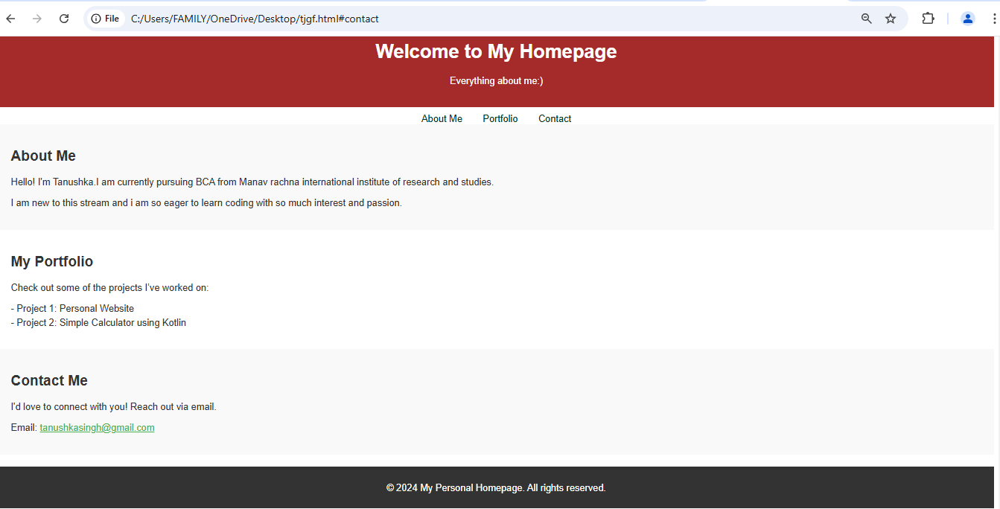 File C:/Users/FAMILY/OneDrive/Desktop/tjgf.html#contact
Welcome to My Homepage
Everything about me:)
About Me Portfolio Contact
About Me
Hello! I'm Tanushka.I am currently pursuing BCA from Manav rachna international institute of research and studies.
I am new to this stream and i am so eager to learn coding with so much interest and passion.
My Portfolio
Check out some of the projects I've worked on:
- Project 1: Personal Website
- Project 2: Simple Calculator using Kotlin
Contact Me
I'd love to connect with you! Reach out via email.
Email: tanushkasingh@gmail.com
© 2024 My Personal Homepage. All rights reserved.